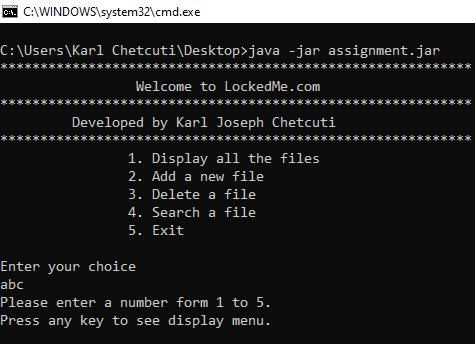 C:\WINDOWS\system32\cmd.exe
C:\Users\Karl Chetcuti\Desktop>java -jar assignment.jar
***********************************************************
Welcome to LockedMe.com
***********************************************************
Developed by Karl Joseph Chetcuti
***********************************************************
1. Display all the files
2. Add a new file
3. Delete a file
4. Search a file
5. Exit
Enter your choice
abc
Please enter a number form 1 to 5.
Press any key to see display menu.